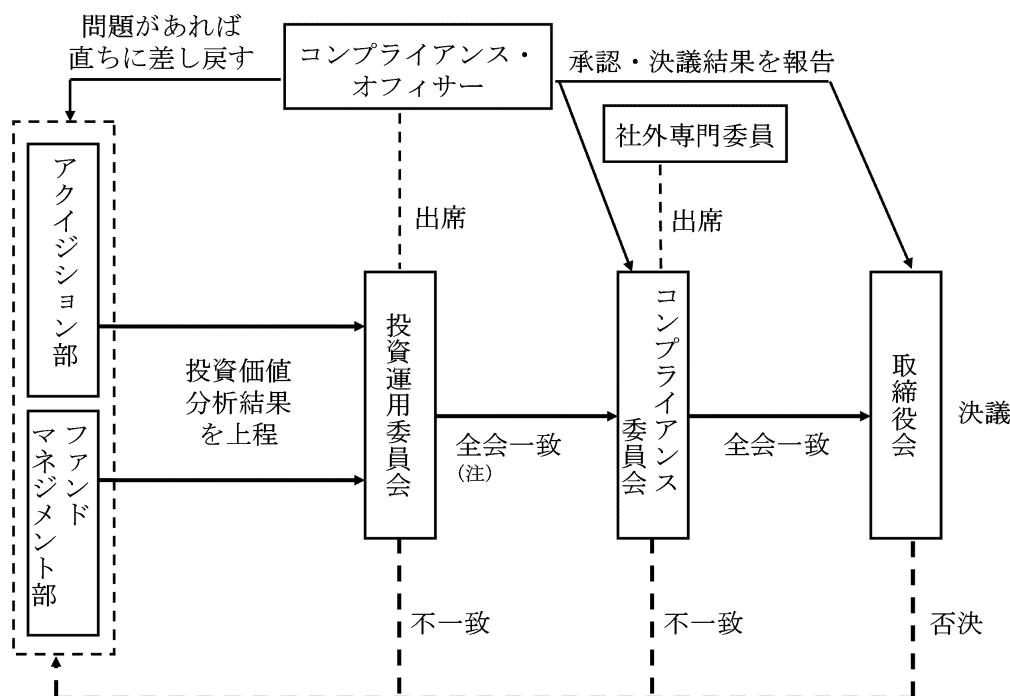 問題があれば
直ちに差し戻す
コンプライアンス・
オフィサー
承認・決議結果を報告
社外専門委員
出席
出席
アクイジション部
ファンド
マネジメント部
投資価値
分析結果
を上程
投資運用委員会
全会一致
(注)
コンプライアンス
委員会
全会一致
取締役会
決議
不一致
不一致
否決